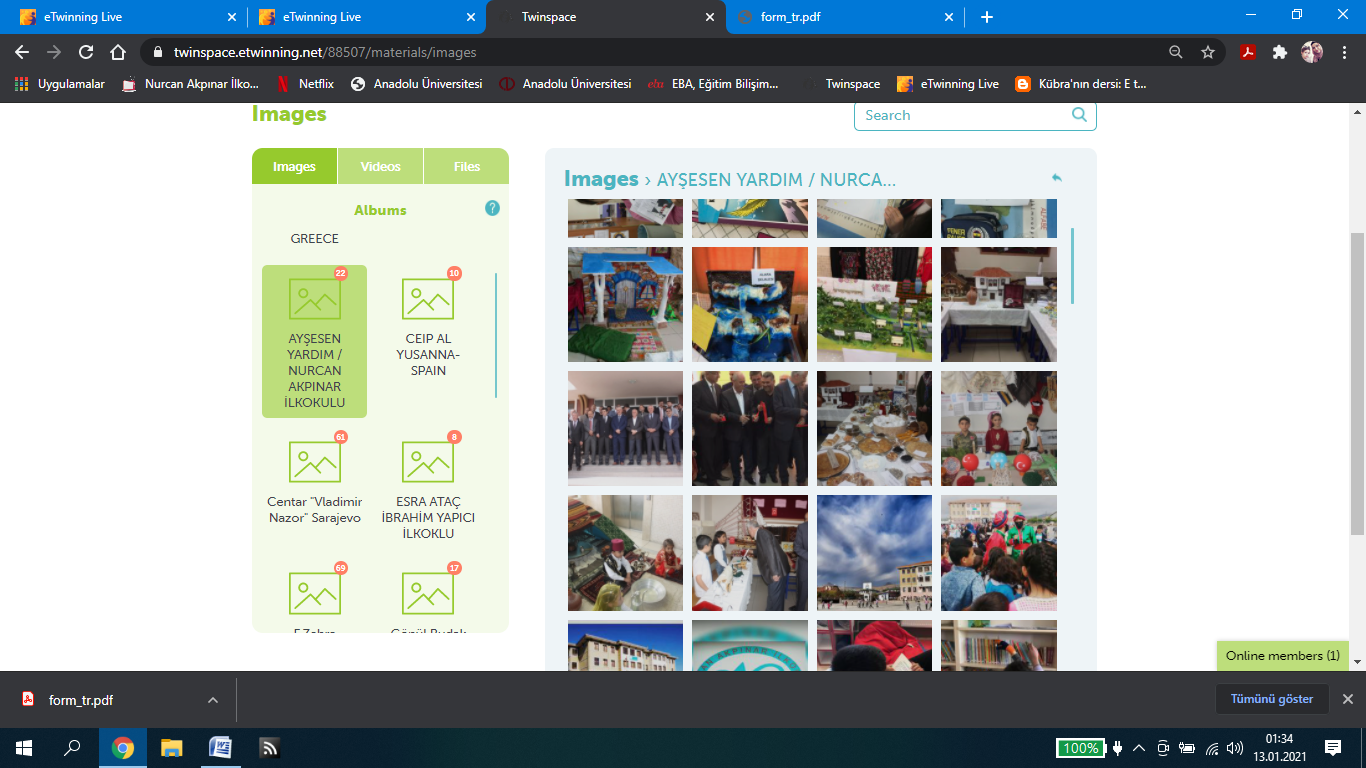 eTwinning Live
eTwinning Live
Twinspace
form_tr.pdf
twinspace.etwinning.net/88507/materials/images
Uygulamalar
Nurcan Akpınar İlko...
Netflix
Anadolu Üniversitesi
Anadolu Üniversitesi
EBA, Eğitim Bilişim...
Twinspace
eTwinning Live
Kübra'nın dersi: E t...
Images
Search
Images
Videos
Files
Images › AYŞESEN YARDIM / NURCA...
Albums
?
GREECE
22
AYŞESEN
YARDIM /
NURCAN
AKPINAR
İLKOKULU
10
CEIP AL
YUSANNA-
SPAIN
61
Centar "Vladimir
Nazor" Sarajevo
8
ESRA ATAÇ
İBRAHİM YAPICI
İLKOKLU
69
17
Online members (1)
form_tr.pdf
Tümünü göster
100%
01:34
13.01.2021